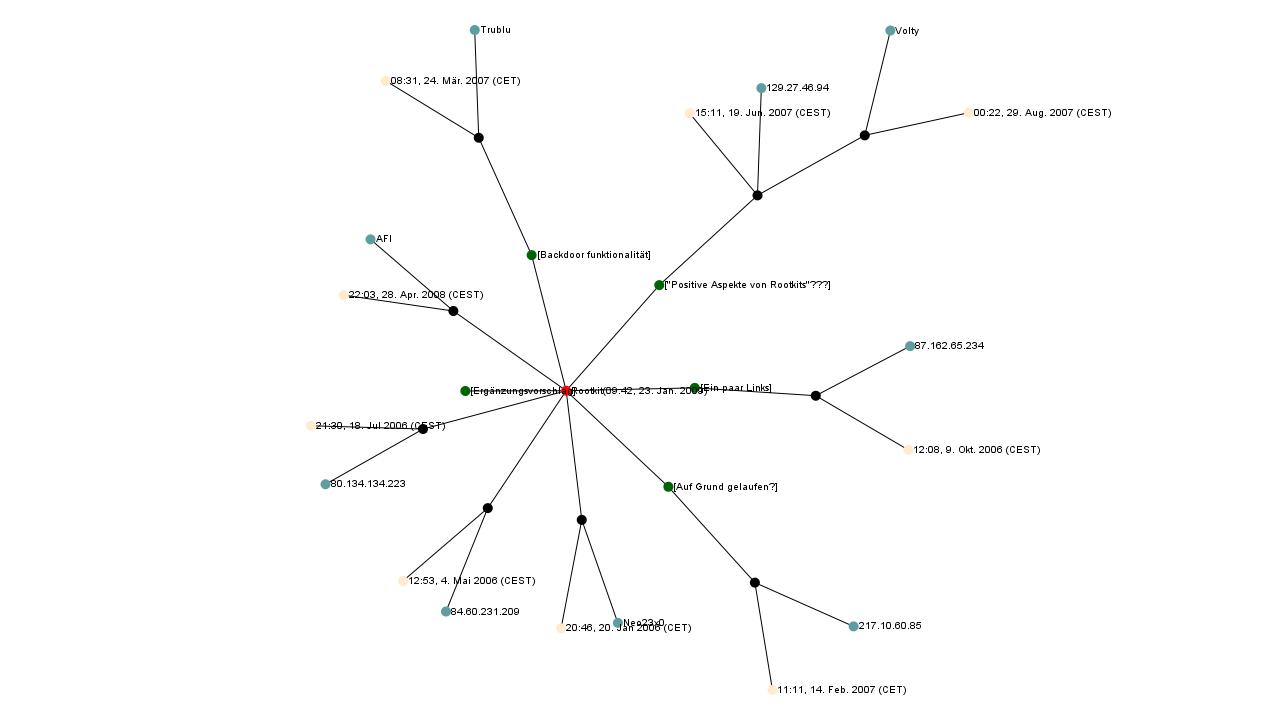 Trublu
Volty
08:31, 24. Mär. 2007 (CET)
129.27.46.94
15:11, 19. Jun. 2007 (CEST)
00:22, 29. Aug. 2007 (CEST)
AFI
[Backdoor funktionalität]
["Positive Aspekte von Rootkits"???]
22:03, 28. Apr. 2008 (CEST)
87.162.65.234
[Ergänzungsvorschlag]
Rootkit(09:42, 23. Jan. 2009)
[Ein paar Links]
21:30, 18. Jul 2006 (CEST)
12:08, 9. Okt. 2006 (CEST)
80.134.134.223
[Auf Grund gelaufen?]
12:53, 4. Mai 2006 (CEST)
84.60.231.209
Neo23x0
20:46, 20. Jan 2006 (CET)
217.10.60.85
11:11, 14. Feb. 2007 (CET)